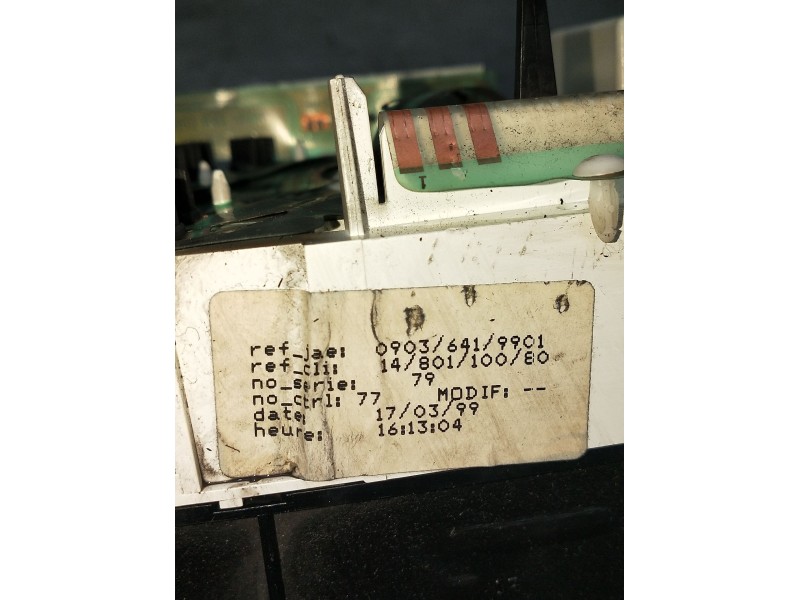 1
ref_jae: 0903/641/9901
ref_cli: 14/801/100/80
no_serie: 79
no_ctrl: 77 MODIF: --
date: 17/03/99
heure: 16:13:04